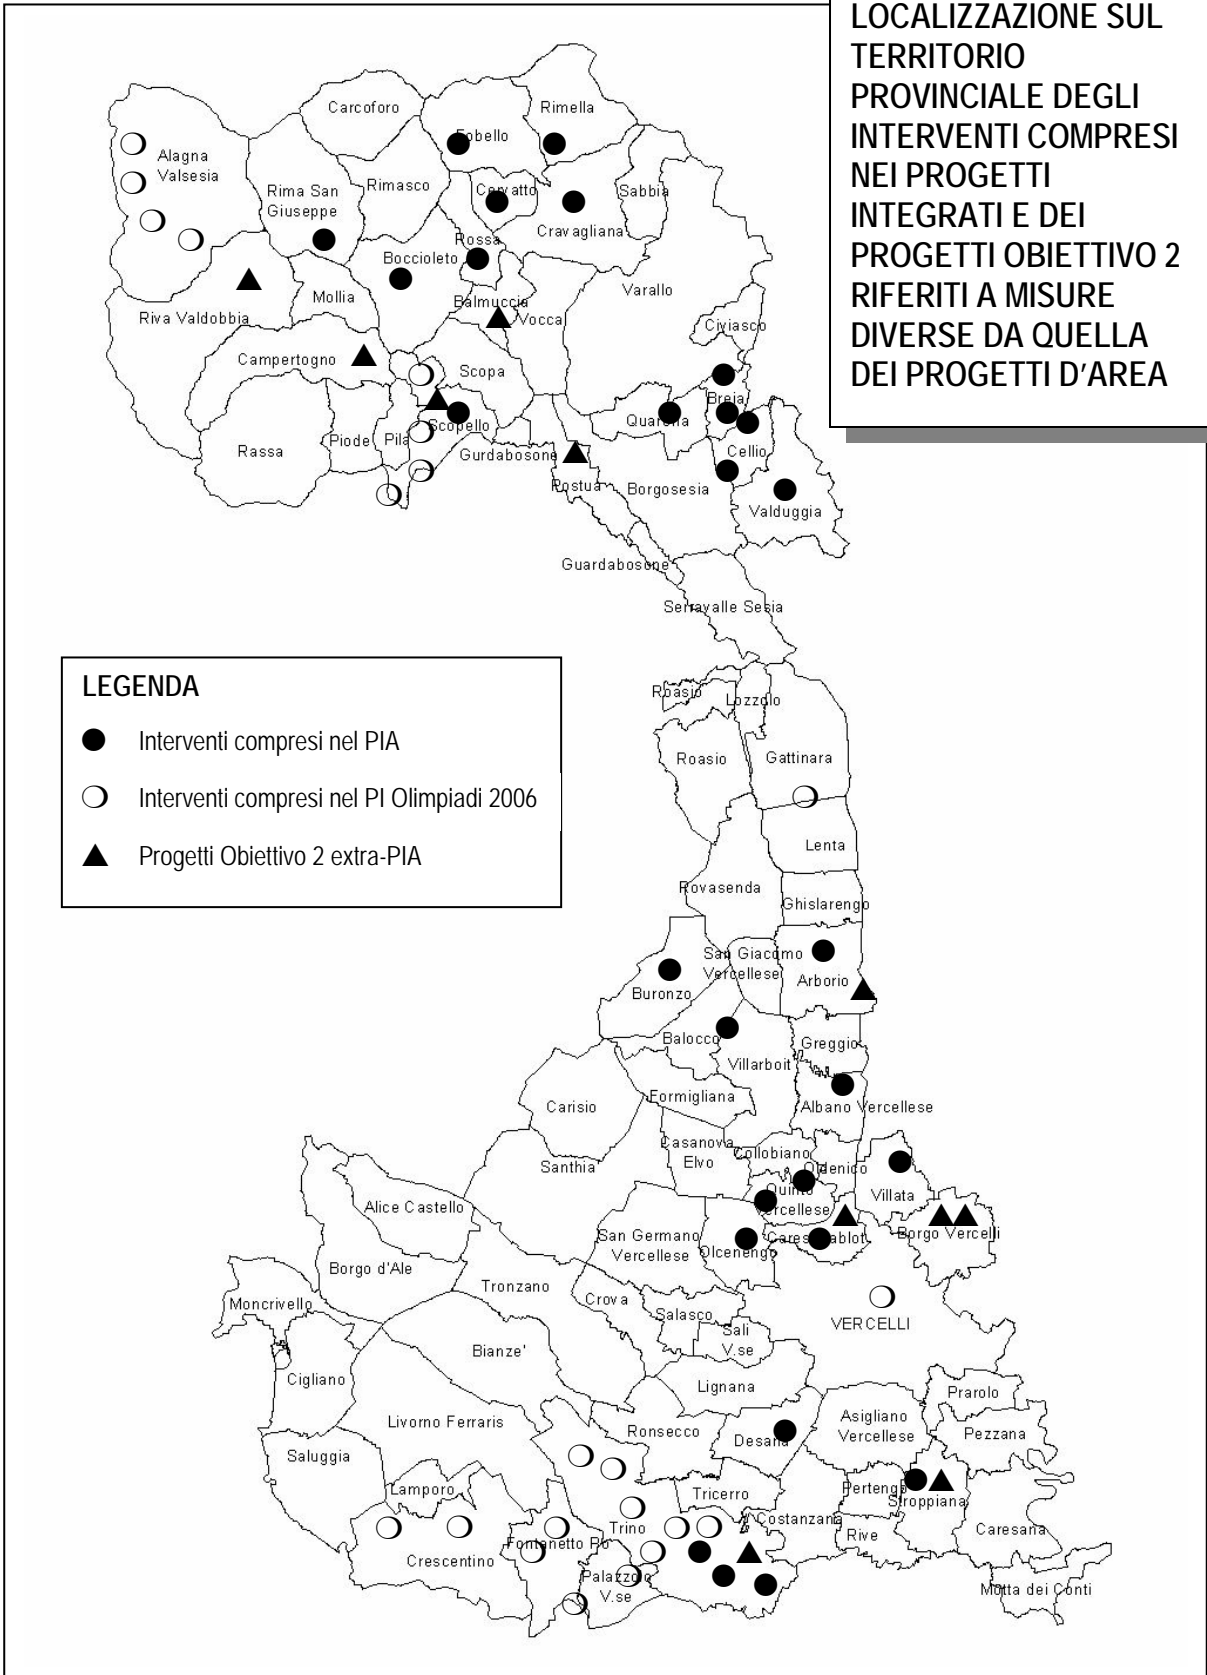 LOCALIZZAZIONE SUL
TERRITORIO
PROVINCIALE DEGLI
INTERVENTI COMPRESI
NEI PROGETTI
INTEGRATI E DEI
PROGETTI OBIETTIVO 2
RIFERITI A MISURE
DIVERSE DA QUELLA
DEI PROGETTI D'AREA
Carcoforo
Rimella
Fobello
Alagna
Valsesia
Rima San
Giuseppe
Rimasco
Cervatto
Sabbia
Cravagliana
Rossa
Boccioleto
Mollia
Balmuccia
Vocca
Varallo
Riva Valdobbia
Civiasco
Campertogno
Scopa
Breia
Quarona
Scopello
Rassa
Piode
Pila
Gurdabosone
Cellio
Postua
Borgosesia
Valduggia
Guardabosone
Serravalle Sesia
LEGENDA
Interventi compresi nel PIA
Interventi compresi nel PI Olimpiadi 2006
Progetti Obiettivo 2 extra-PIA
Roasio
Lozzolo
Roasio
Gattinara
Lenta
Rovasenda
Ghislarengo
San Giacomo
Vercellese
Arborio
Buronzo
Balocco
Greggio
Villarboit
Formigliana
Carisio
Albano Vercellese
Casanova
Elvo
Collobiano
Oldenico
Santhia'
Quinto
Vercellese
Villata
Alice Castello
San Germano
Vercellese
Olcenengo
Caresanablot
Borgo Vercelli
Borgo d'Ale
Tronzano
Crova
Moncrivello
Salasco
Sali
V.se
VERCELLI
Bianze'
Cigliano
Lignana
Prarolo
Livorno Ferraris
Ronsecco
Desana
Asigliano
Vercellese
Pezzana
Saluggia
Lamporo
Tricerro
Pertengo
Stroppiana
Costanzana
Trino
Rive
Caresana
Fontanetto Po
Crescentino
Palazzolo
V.se
Motta dei Conti